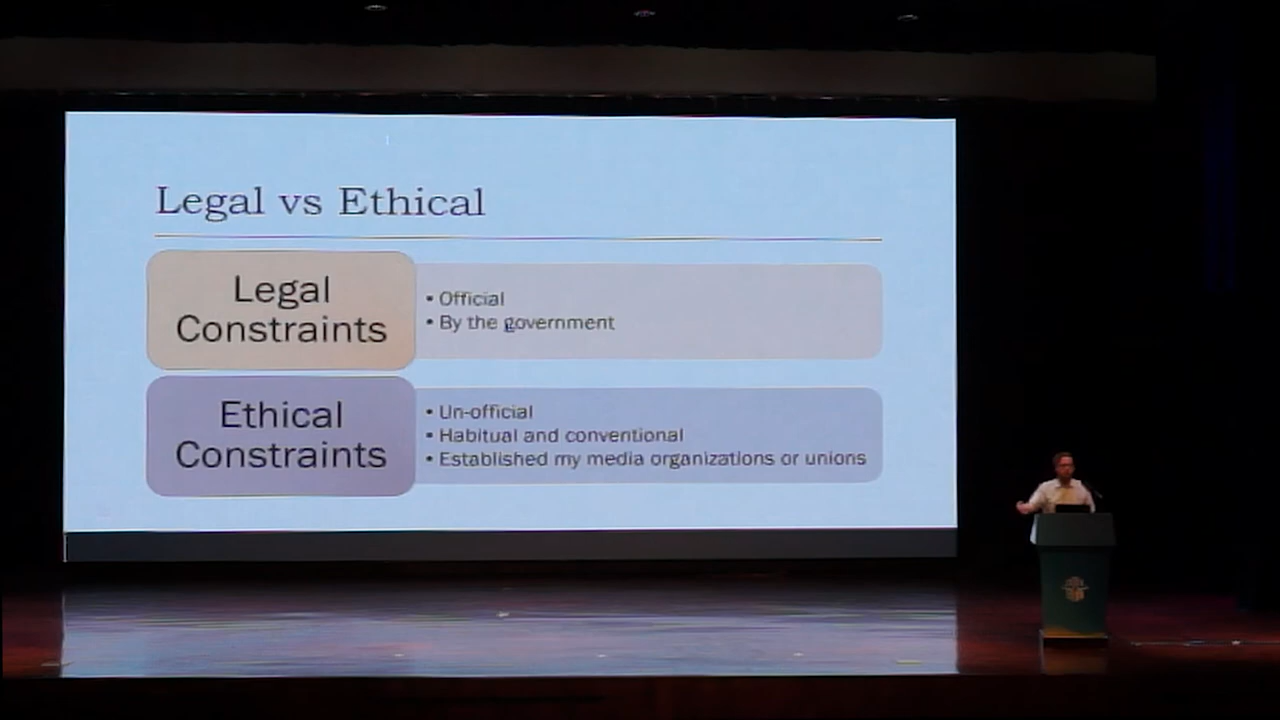 Legal vs Ethical
Legal
Constraints
• Official
• By the government
Ethical
Constraints
• Un-official
• Habitual and conventional
• Established my media organizations or unions